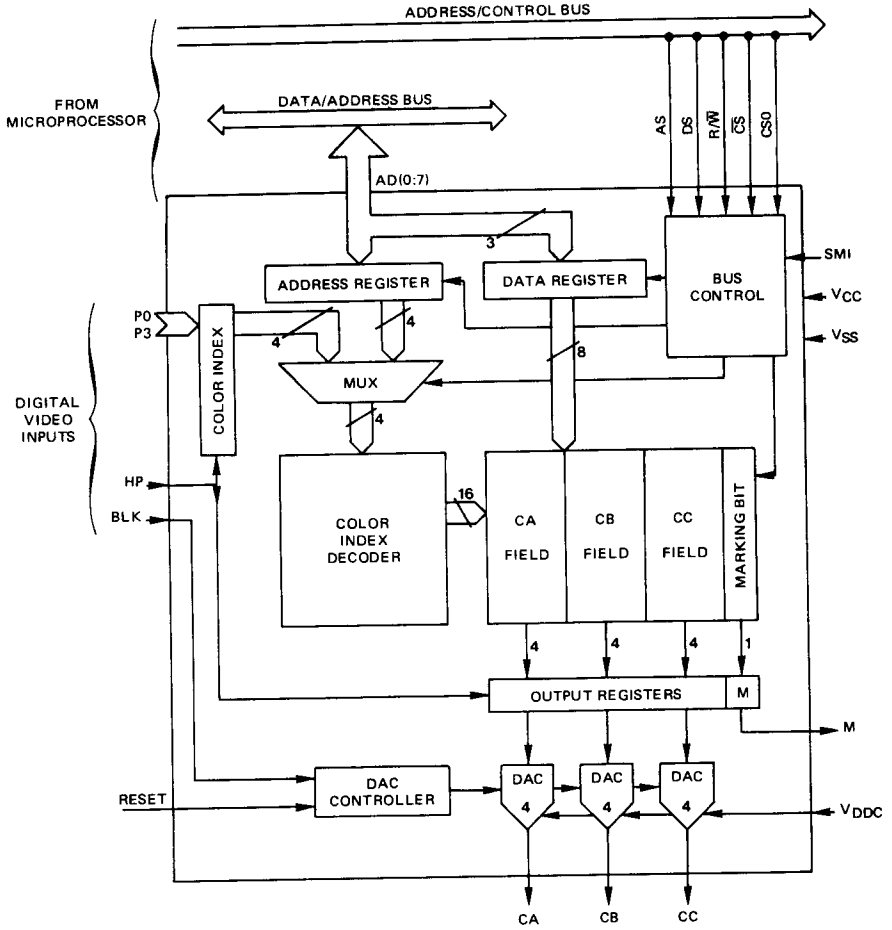 ADDRESS/CONTROL BUS
FROM
MICROPROCESSOR
DATA/ADDRESS BUS
AS
DS
R/W̅
C̅S̅
CS0
AD(0:7)
3
SMI
ADDRESS REGISTER
DATA REGISTER
BUS
CONTROL
VCC
P0
P3
COLOR INDEX
4
4
VSS
8
MUX
DIGITAL
VIDEO
INPUTS
4
HP
BLK
COLOR
INDEX
DECODER
16
CA
FIELD
CB
FIELD
CC
FIELD
MARKING BIT
4
4
4
1
OUTPUT REGISTERS
M
M
DAC
CONTROLLER
DAC
4
DAC
4
DAC
4
RESET
VDDC
CA
CB
CC